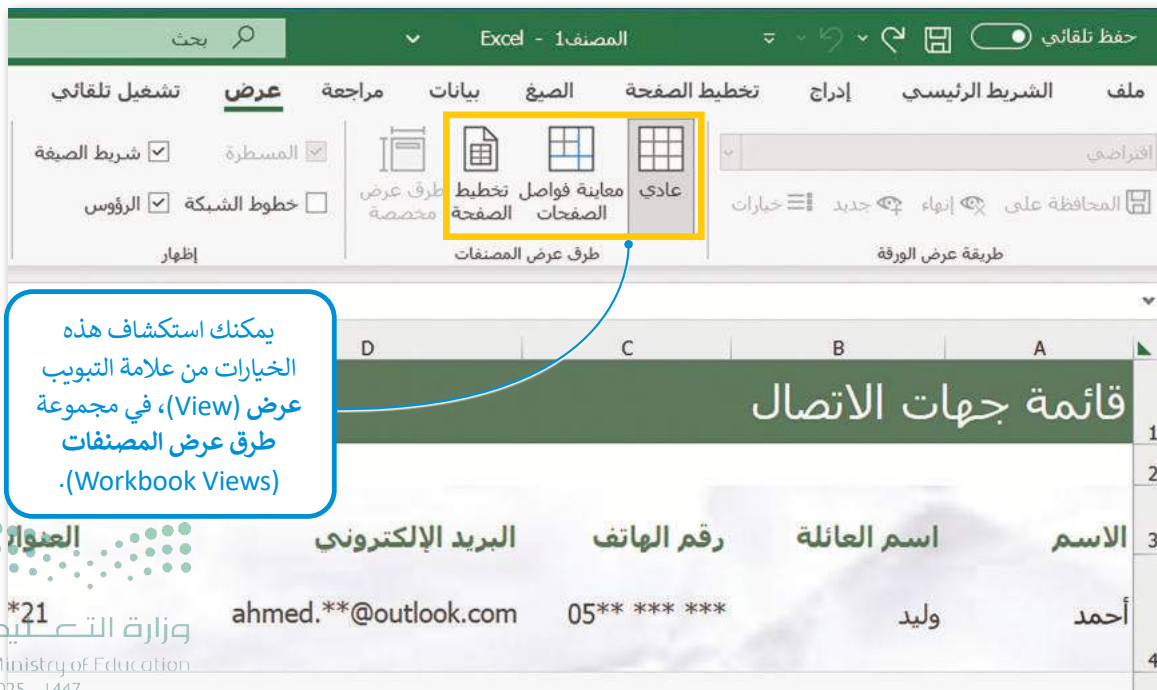 حفظ تلقائي
المصنف1 - Excel
بحث
ملف الشريط الرئيسي إدراج تخطيط الصفحة الصيغ بيانات مراجعة عرض تشغيل تلقائي
افتراضي
المحافظة على إنهاء جديد خيارات
طريقة عرض الورقة
عادي
معاينة فواصل
الصفحات
تخطيط
الصفحة
طرق عرض
مخصصة
طرق عرض المصنفات
المسطرة شريط الصيغة
خطوط الشبكة الرؤوس
إظهار
يمكنك استكشاف هذه
الخيارات من علامة التبويب
عرض (View)، في مجموعة
طرق عرض المصنفات
(Workbook Views).
A B C D
1 قائمة جهات الاتصال
2
3 الاسم اسم العائلة رقم الهاتف البريد الإلكتروني
4 أحمد وليد 05** *** *** ahmed.**@outlook.com 21*
وزارة التعليم
Ministry of Education
2025 - 1447